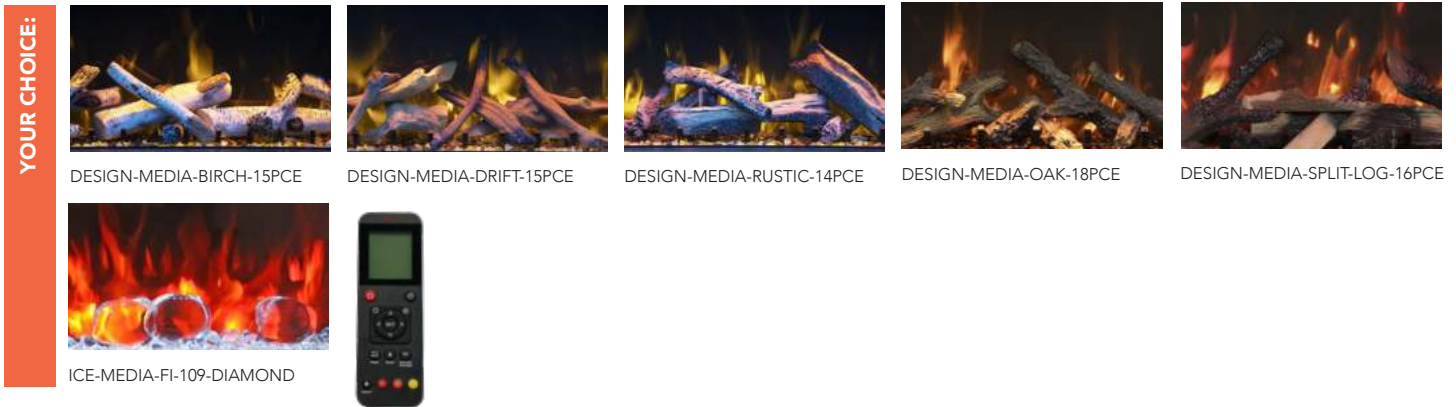 YOUR CHOICE:
DESIGN-MEDIA-BIRCH-15PCE
DESIGN-MEDIA-DRIFT-15PCE
DESIGN-MEDIA-RUSTIC-14PCE
DESIGN-MEDIA-OAK-18PCE
DESIGN-MEDIA-SPLIT-LOG-16PCE
ICE-MEDIA-FI-109-DIAMOND